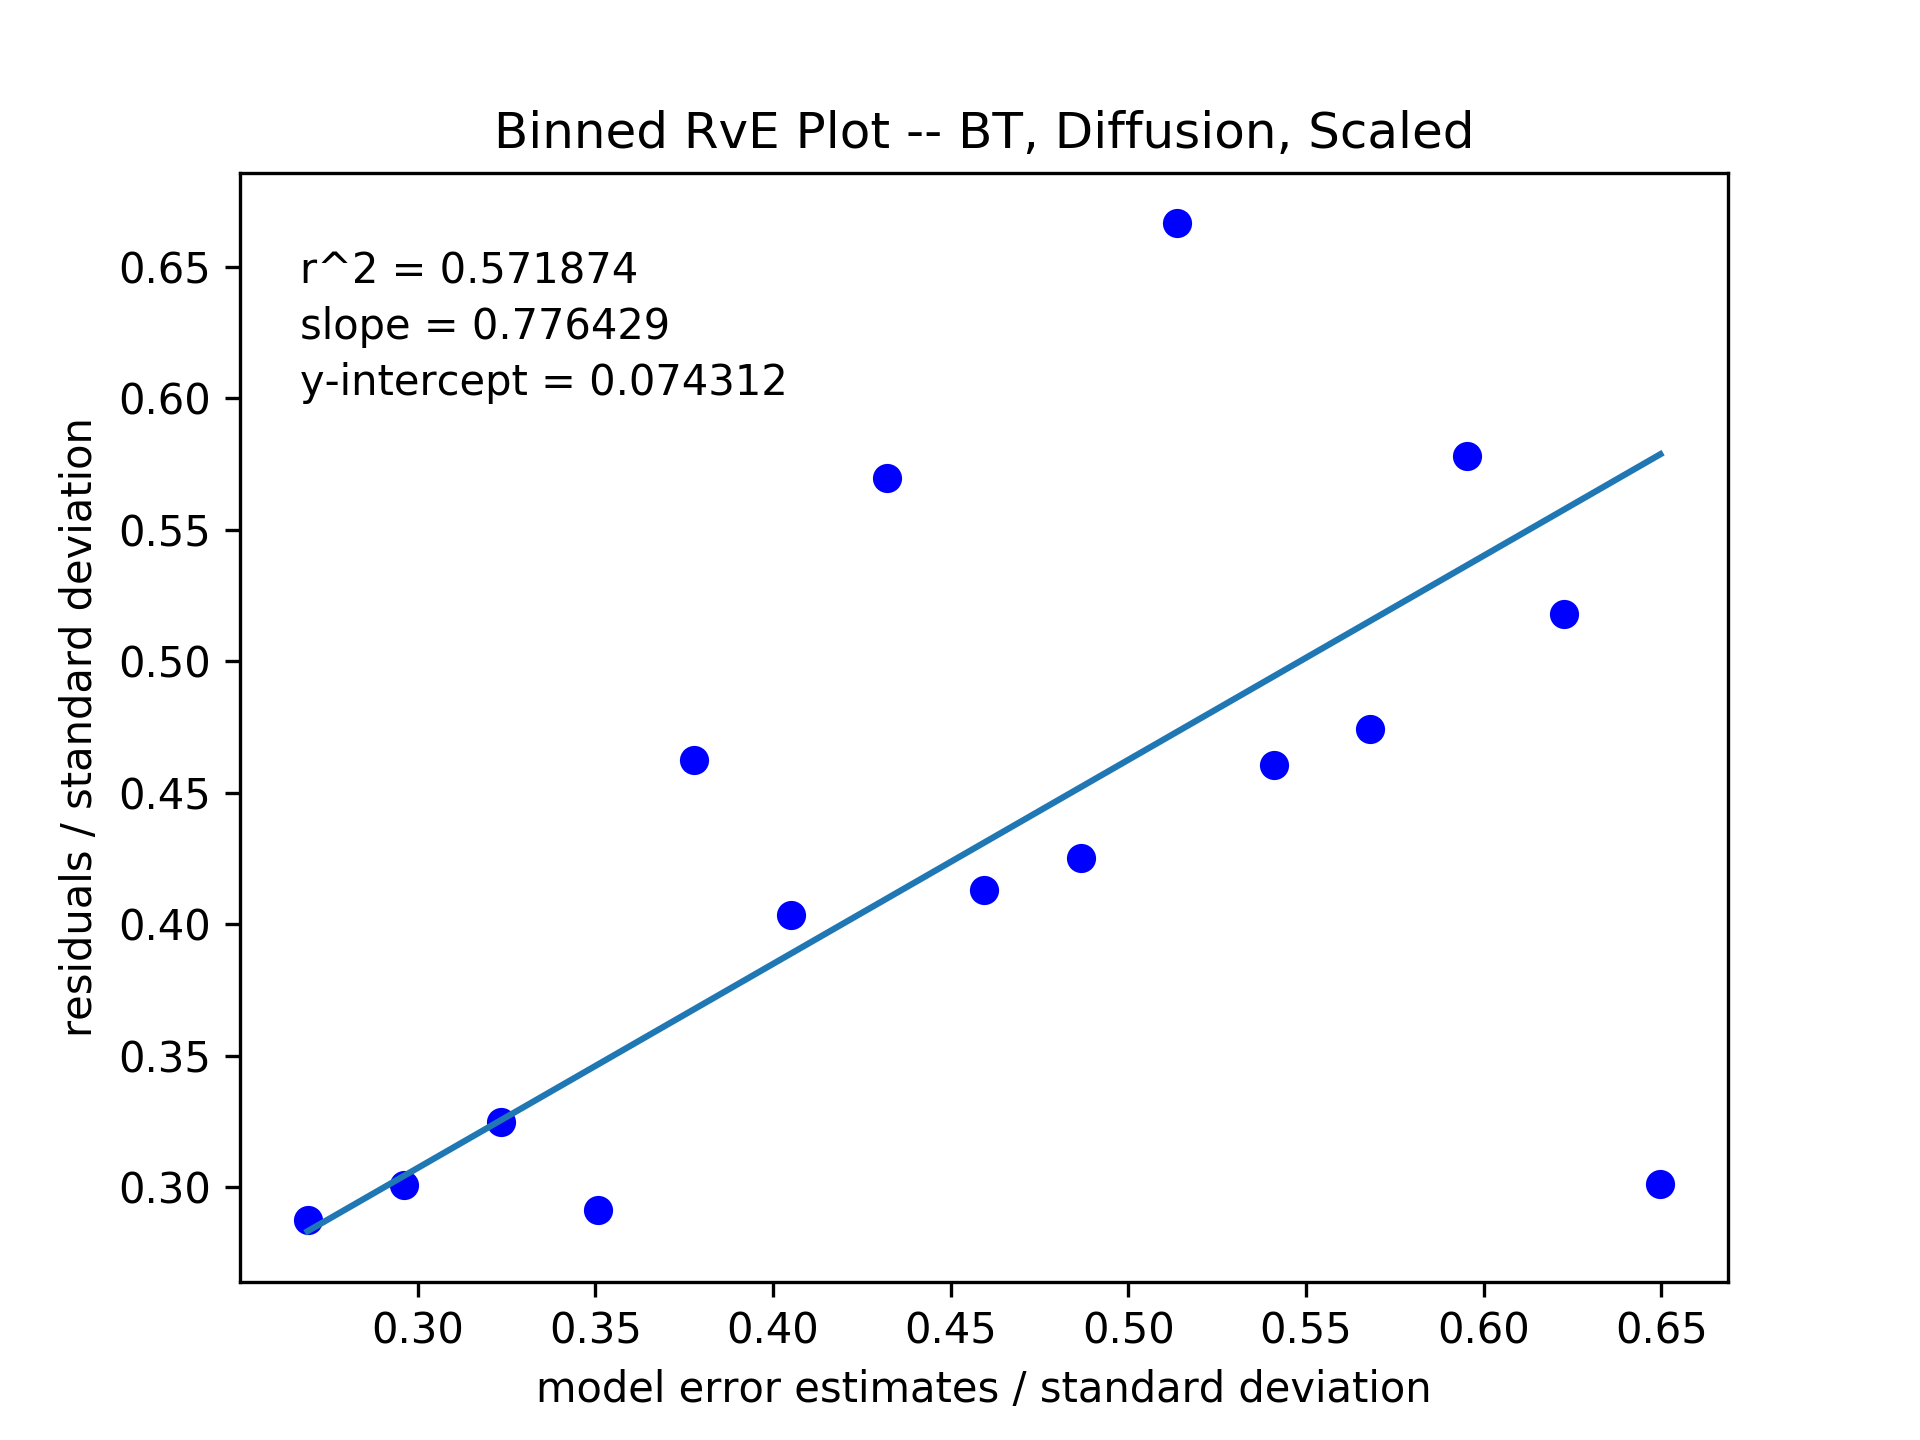 Binned RvE Plot -- BT, Diffusion, Scaled
r^2 = 0.571874
slope = 0.776429
y-intercept = 0.074312
0.65
0.60
0.55
0.50
0.45
0.40
0.35
0.30
residuals / standard deviation
0.30 0.35 0.40 0.45 0.50 0.55 0.60 0.65
model error estimates / standard deviation